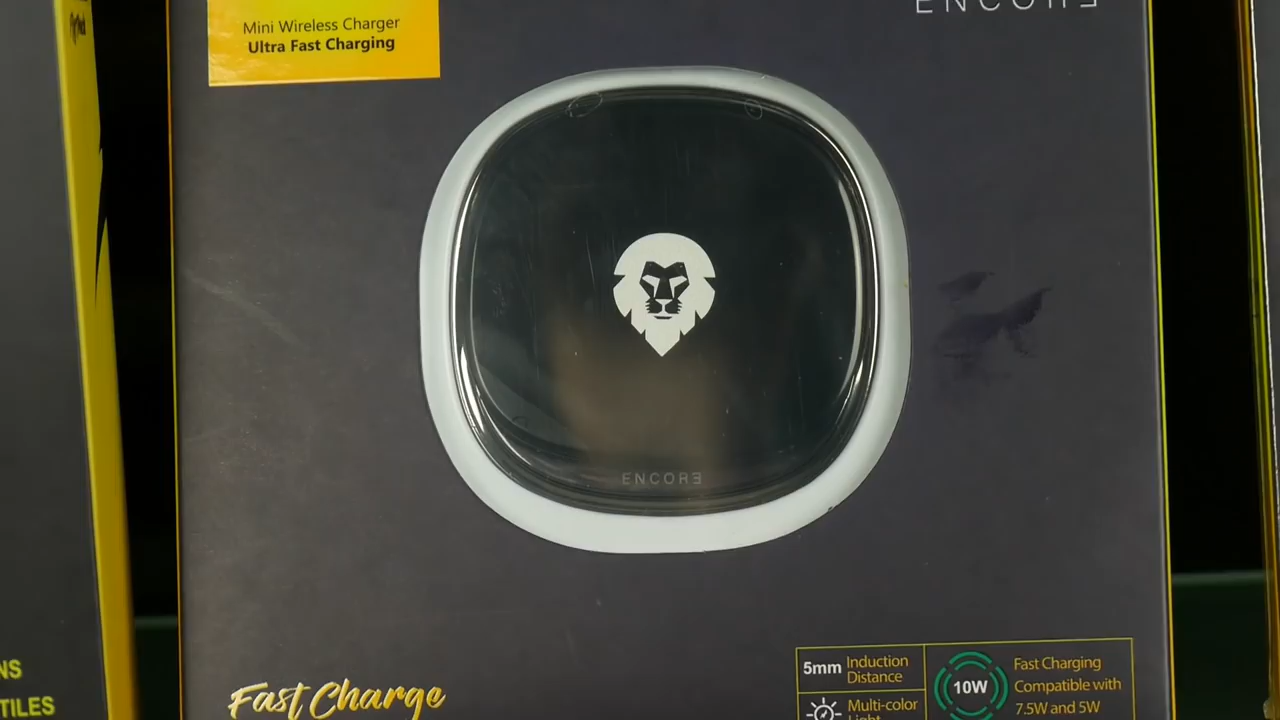 Mini Wireless Charger
Ultra Fast Charging
ENCORE
ENCORE
NS
TILES
Fast Charge
5mm Induction
Distance
Multi-color
Light
10W
Fast Charging
Compatible with
7.5W and 5W